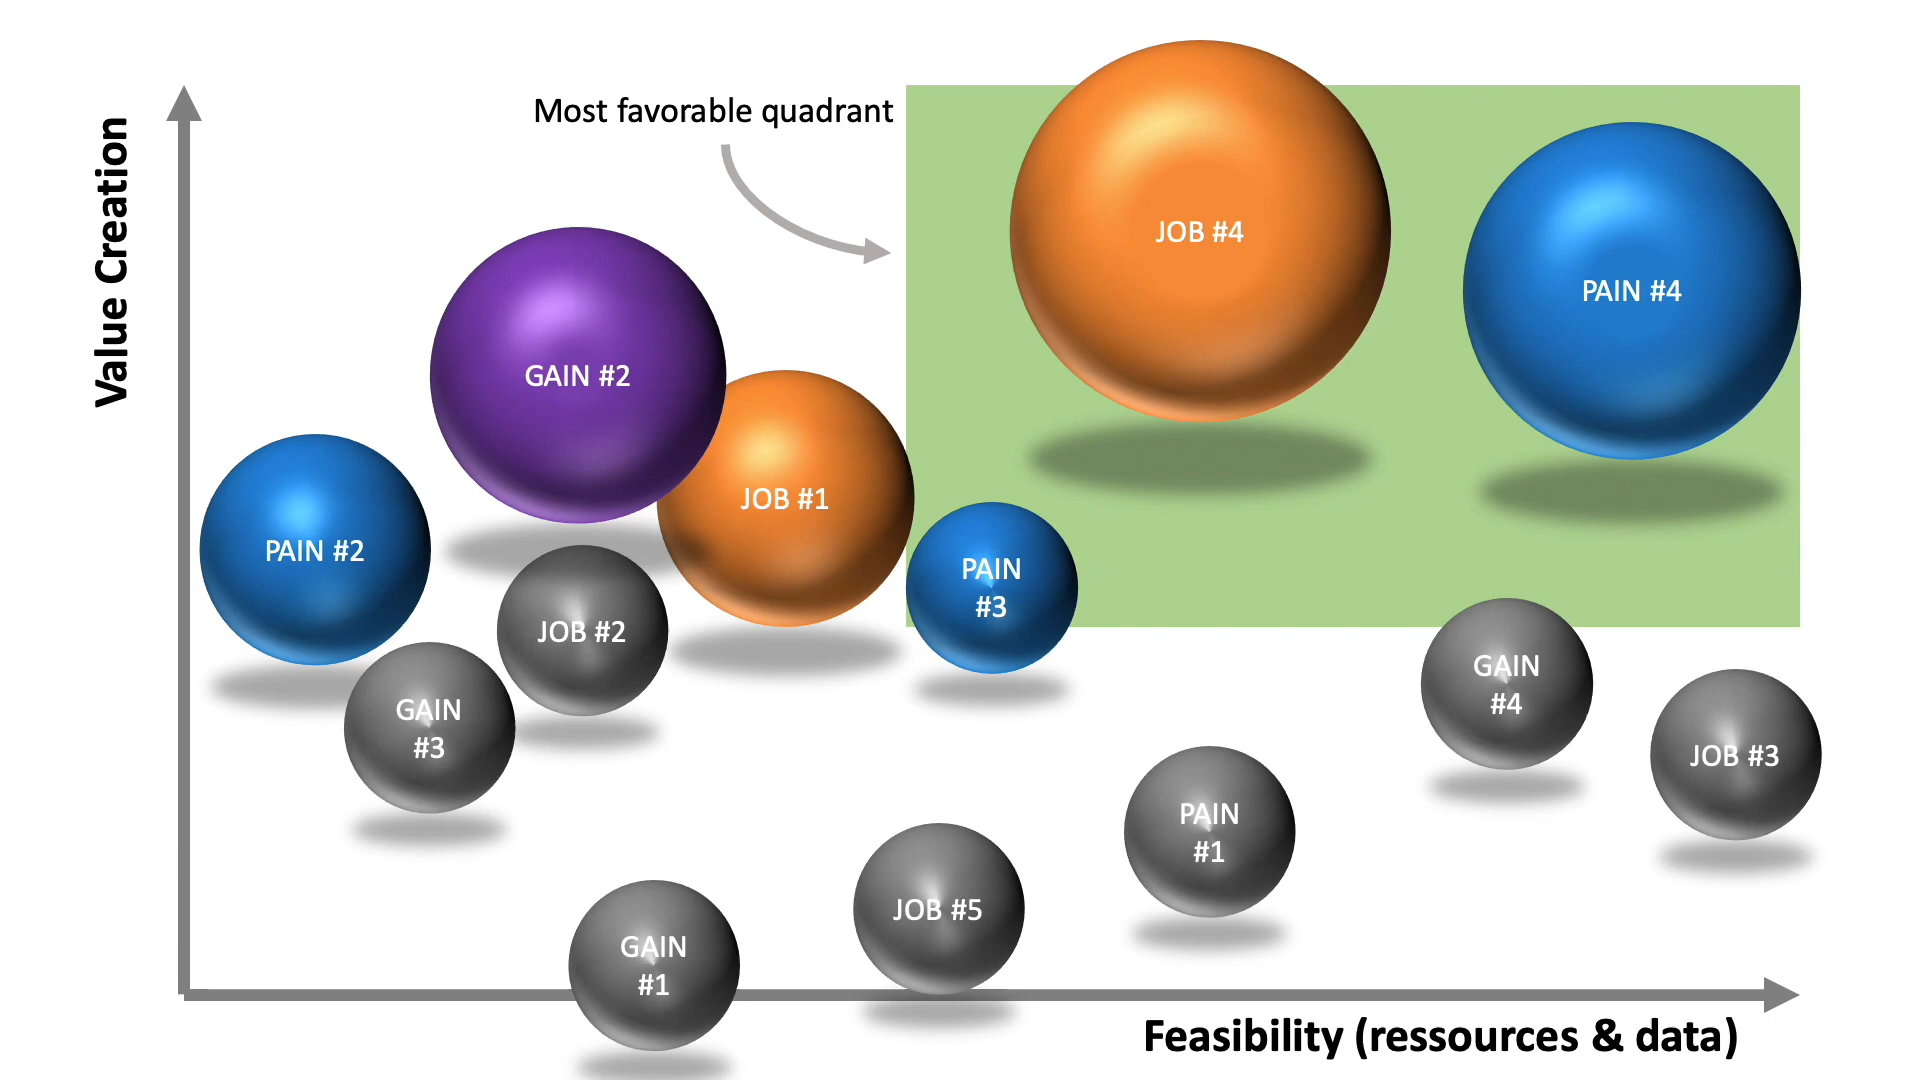 Value Creation
Most favorable quadrant
JOB #4
PAIN #4
GAIN #2
JOB #1
PAIN #2
PAIN
#3
JOB #2
GAIN
#3
GAIN
#4
JOB #3
PAIN
#1
JOB #5
GAIN
#1
Feasibility (ressources & data)